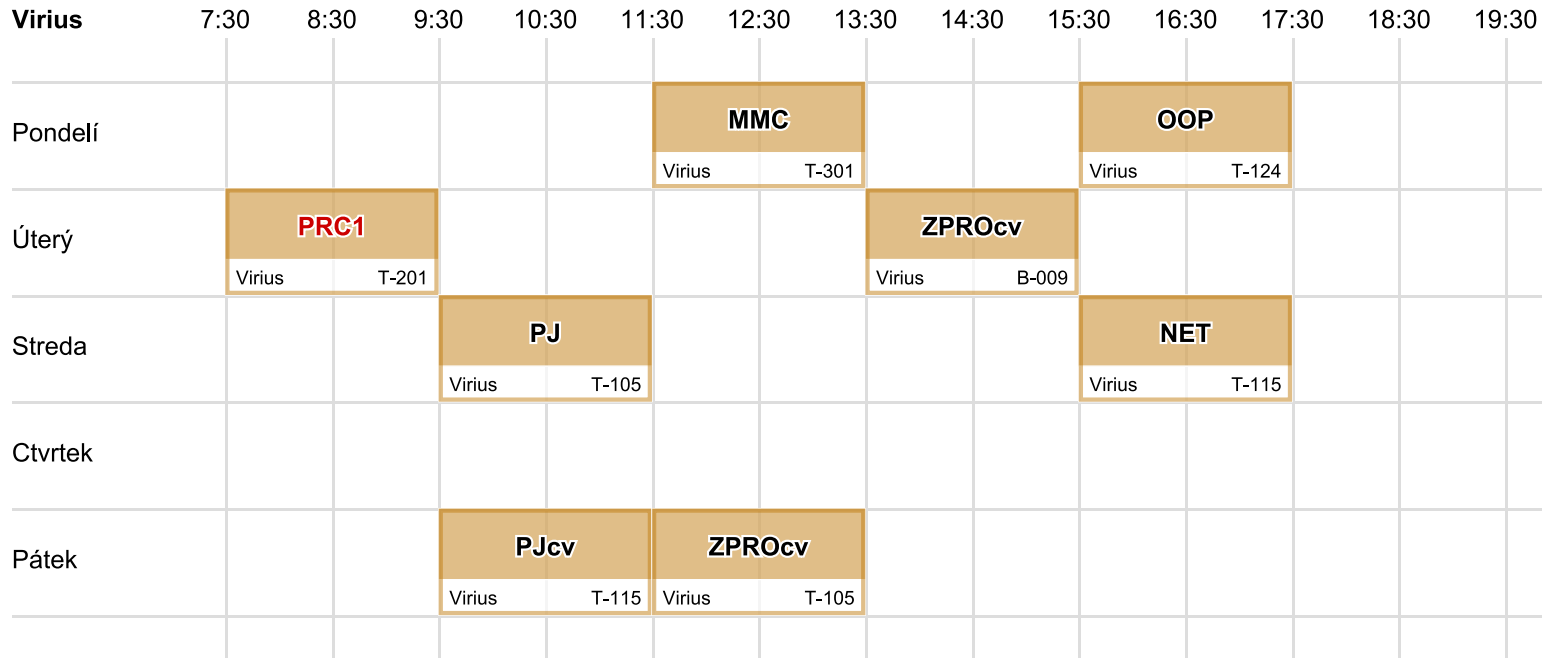 Virius 7:30 8:30 9:30 10:30 11:30 12:30 13:30 14:30 15:30 16:30 17:30 18:30 19:30
Pondelí
MMC
Virius T-301
OOP
Virius T-124
Úterý
PRC1
Virius T-201
ZPROcv
Virius B-009
Streda
PJ
Virius T-105
NET
Virius T-115
Ctvrtek
Pátek
PJcv
Virius T-115
ZPROcv
Virius T-105